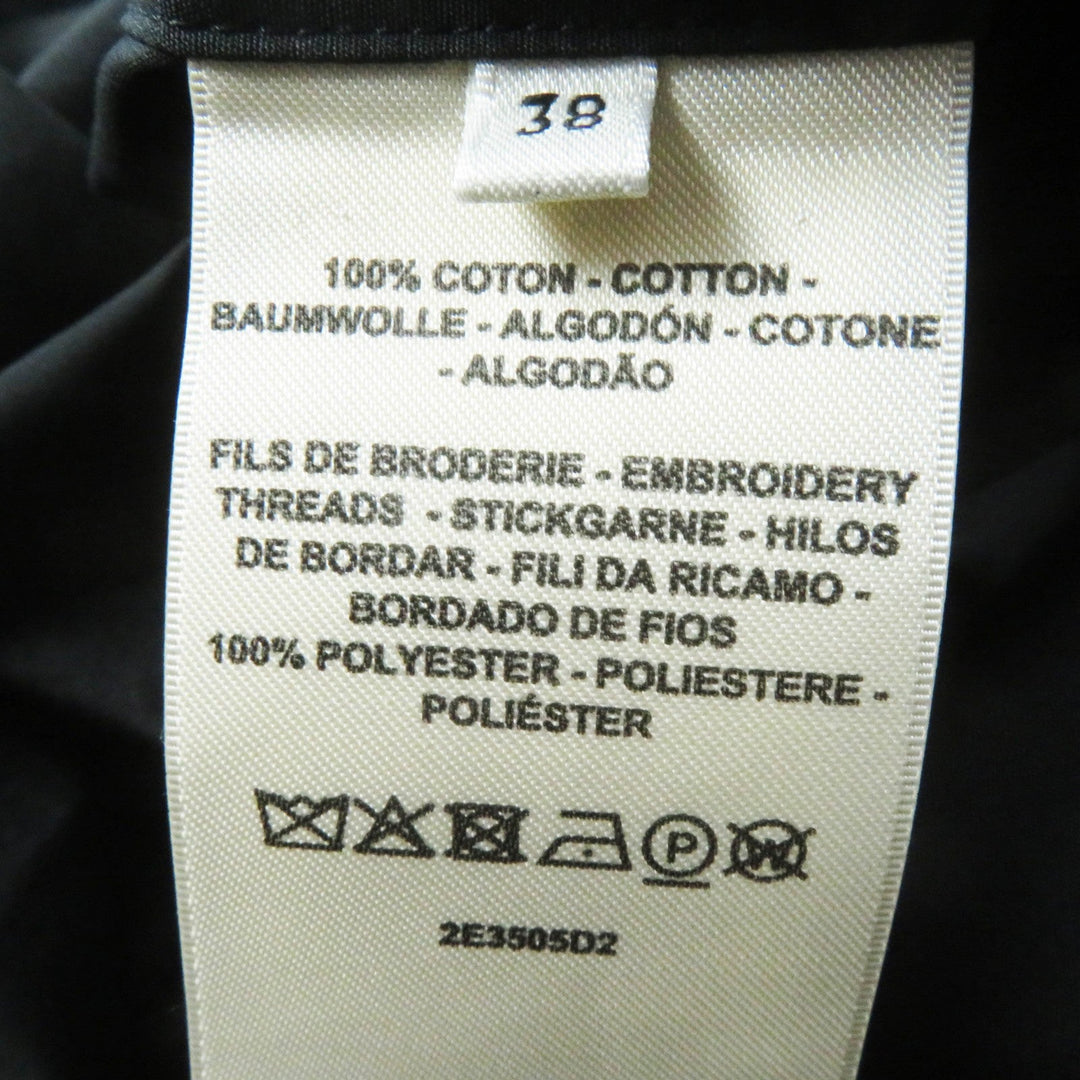 38
100% COTON - COTTON -
BAUMWOLLE - ALGODÓN - COTONE
- ALGODÃO
FILS DE BRODERIE - EMBROIDERY
THREADS - STICKGARNE - HILOS
DE BORDAR - FILI DA RICAMO -
BORDADO DE FIOS
100% POLYESTER - POLIESTERE -
POLIÉSTER
P W
2E3505D2